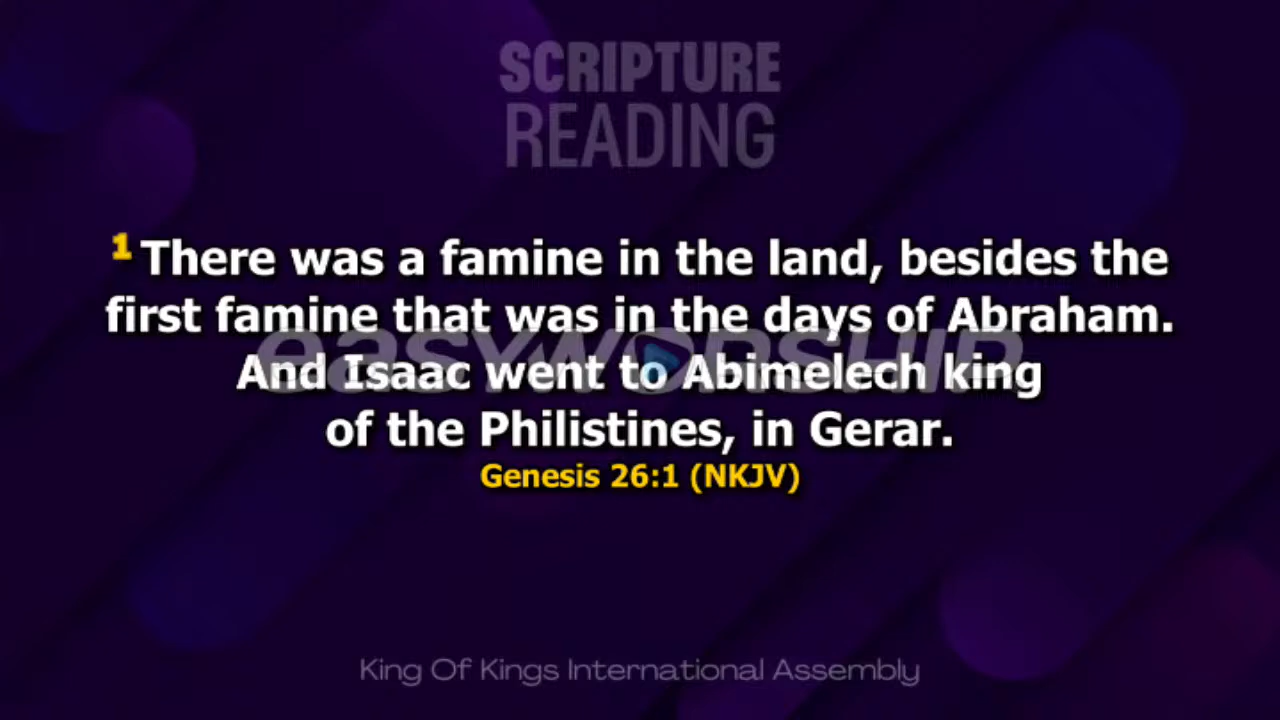 SCRIPTURE
READING
1 There was a famine in the land, besides the
first famine that was in the days of Abraham.
easyworship
And Isaac went to Abimelech king
of the Philistines, in Gerar.
Genesis 26:1 (NKJV)
King Of Kings International Assembly